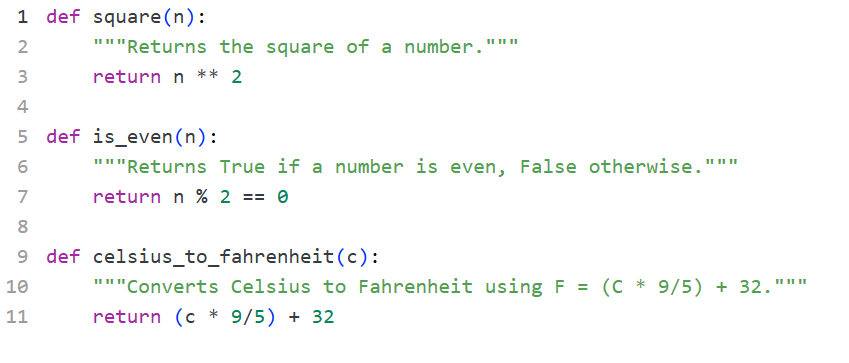 1 def square(n):
2     """Returns the square of a number."""
3     return n ** 2
4
5 def is_even(n):
6     """Returns True if a number is even, False otherwise."""
7     return n % 2 == 0
8
9 def celsius_to_fahrenheit(c):
10     """Converts Celsius to Fahrenheit using F = (C * 9/5) + 32."""
11     return (c * 9/5) + 32